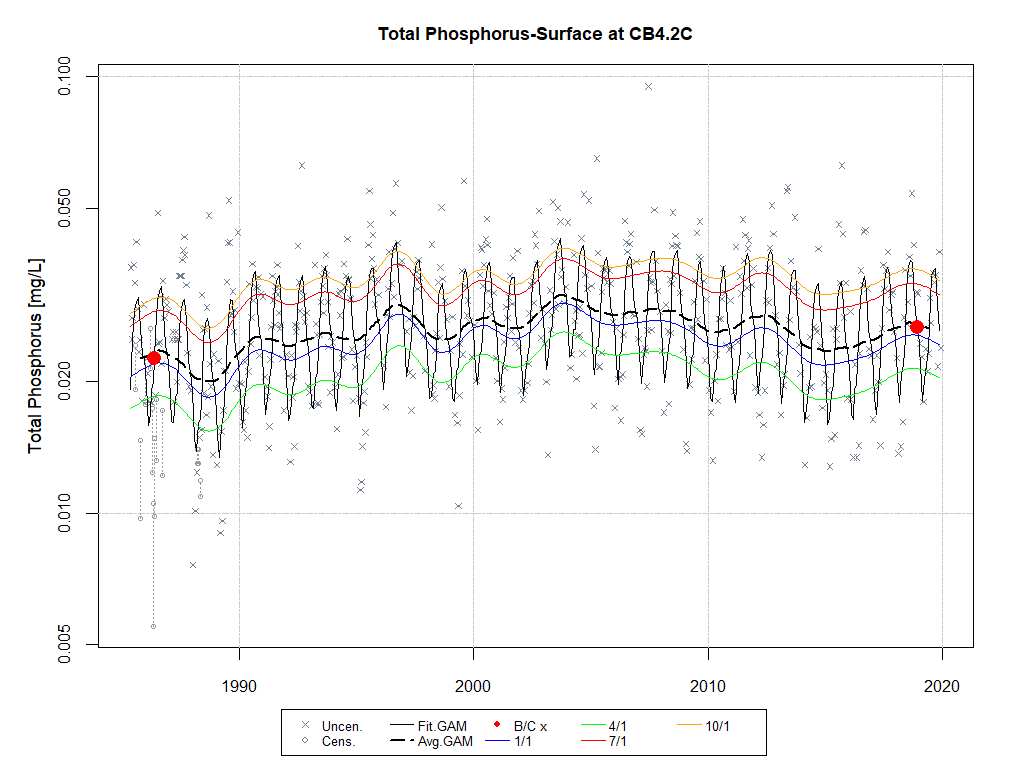 Total Phosphorus-Surface at CB4.2C
Total Phosphorus [mg/L]
0.100
0.050
0.020
0.010
0.005
1990 2000 2010 2020
Uncen. Fit.GAM B/C x 4/1 10/1
Cens. Avg.GAM 1/1 7/1